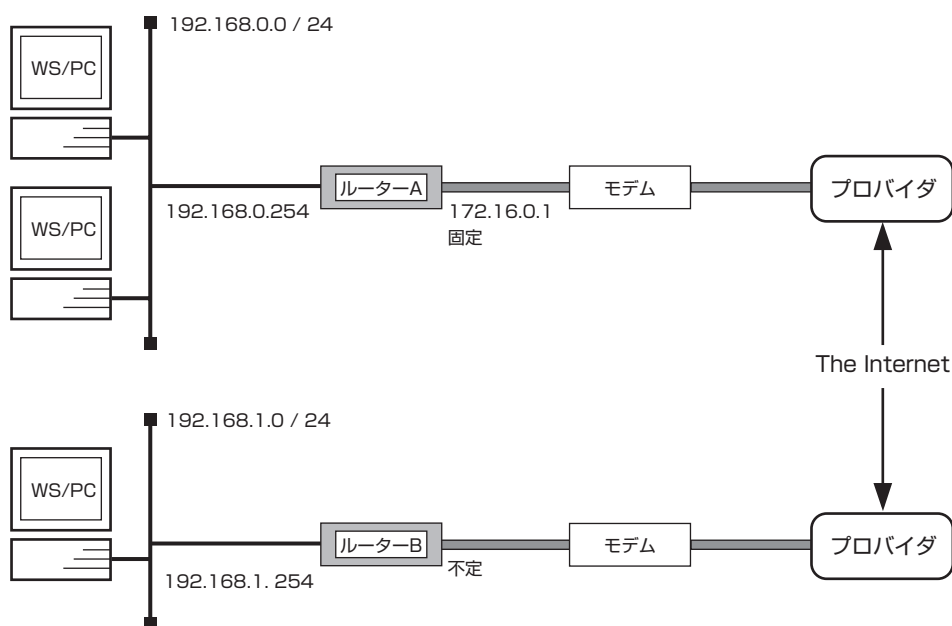 192.168.0.0 / 24
WS/PC
ルーターA
モデム
プロバイダ
192.168.0.254
172.16.0.1
固定
WS/PC
The Internet
192.168.1.0 / 24
WS/PC
ルーターB
モデム
プロバイダ
192.168.1. 254
不定